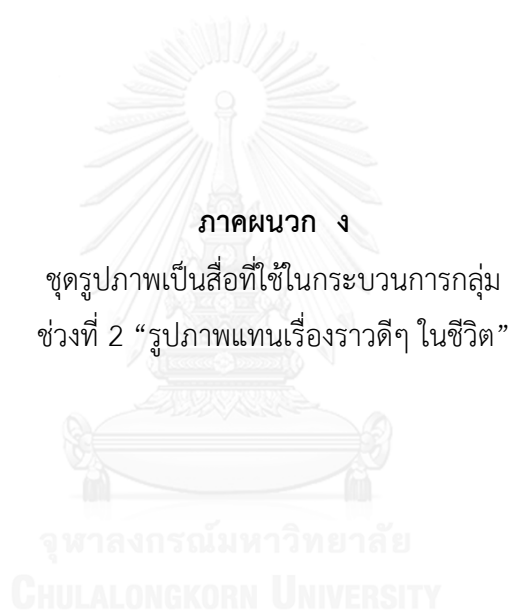 ภาคผนวก ง
ชุดรูปภาพเป็นสื่อที่ใช้ในกระบวนการกลุ่ม
ช่วงที่ 2 “รูปภาพแทนเรื่องราวดีๆ ในชีวิต”
จุฬาลงกรณ์มหาวิทยาลัย
CHULALONGKORN UNIVERSITY